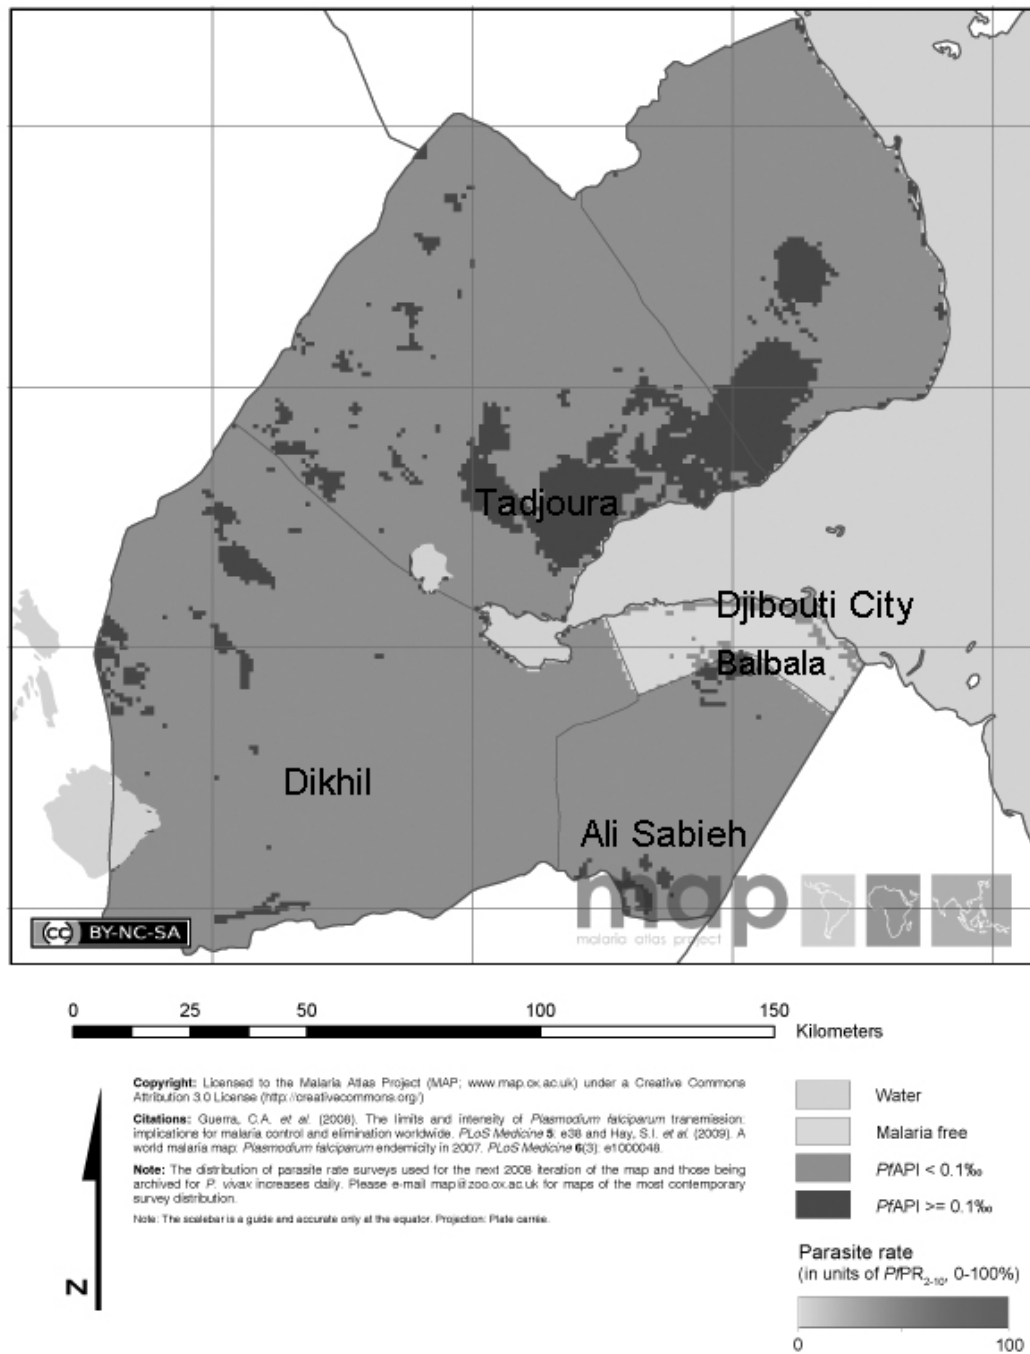 Tadjoura
Djibouti City
Balbala
Dikhil
Ali Sabieh
map
malaria atlas project
cc BY-NC-SA
0 25 50 100 150
Kilometers
Copyright: Licensed to the Malaria Atlas Project (MAP; www.map.ox.ac.uk) under a Creative Commons
Attribution 3.0 License (http://creativecommons.org/)
Citations: Guerra, C.A. et al. (2008). The limits and intensity of Plasmodium falciparum transmission:
implications for malaria control and elimination worldwide. PLoS Medicine 5: e38 and Hay, S.I. et al. (2009). A
world malaria map: Plasmodium falciparum endemicity in 2007. PLoS Medicine 6(3): e1000048.
Note: The distribution of parasite rate surveys used for the next 2008 iteration of the map and those being
archived for P. vivax increases daily. Please e-mail map@zoo.ox.ac.uk for maps of the most contemporary
survey distribution.
Note: The scalebar is a guide and accurate only at the equator. Projection: Plate carrée.
N
Water
Malaria free
PfAPI < 0.1‰
PfAPI >= 0.1‰
Parasite rate
(in units of PfPR2-10, 0-100%)
0 100